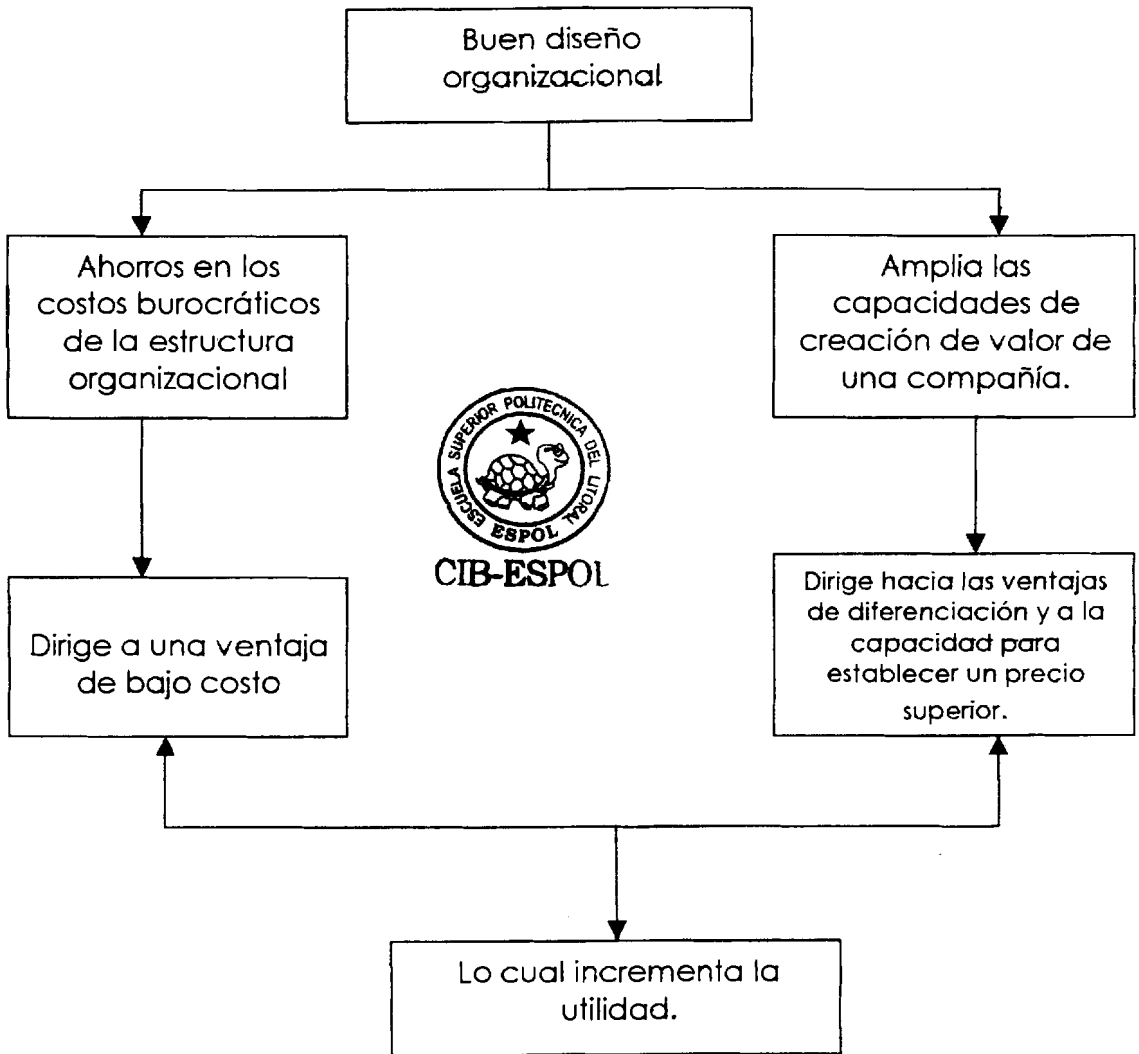 Buen diseño
organizacional
Ahorros en los
costos burocráticos
de la estructura
organizacional
Amplia las
capacidades de
creación de valor de
una compañía.
ESCUELA SUPERIOR POLITECNICA DEL LITORAL
ESPOL
CIB-ESPOL
Dirige a una ventaja
de bajo costo
Dirige hacia las ventajas
de diferenciación y a la
capacidad para
establecer un precio
superior.
Lo cual incrementa la
utilidad.